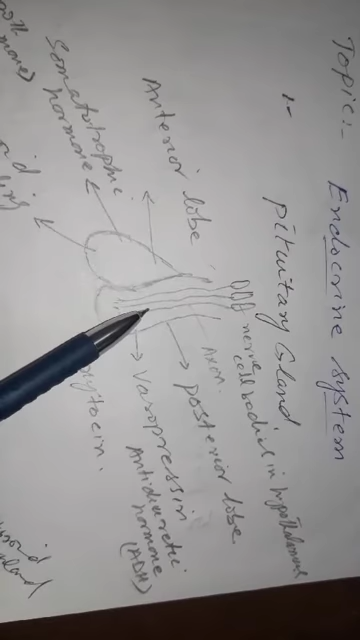 Topic:- Endocrine system
1- Pituitary Gland
nerve
cell bodies in hypothalamus
Axon.
Anterior lobe
posterior lobe
Somatotrophic
hormone
Vasopressin
Antidiuretic
hormone
(ADH)